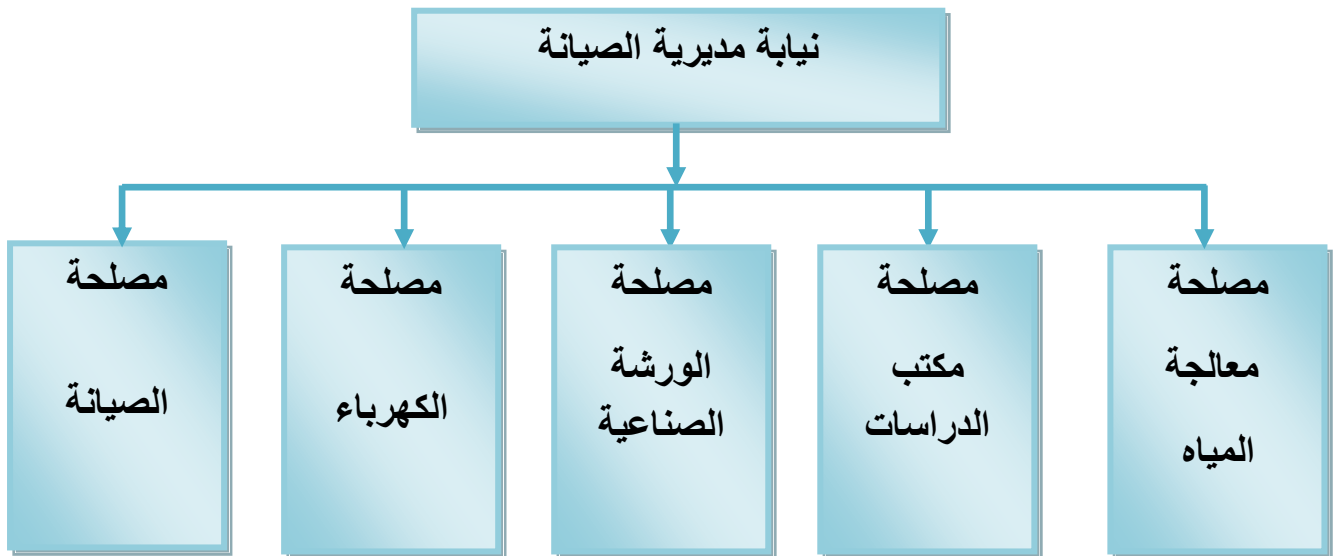 نيابة مديرية الصيانة
مصلحة
معالجة
المياه
مصلحة
مكتب
الدراسات
مصلحة
الورشة
الصناعية
مصلحة
الكهرباء
مصلحة
الصيانة